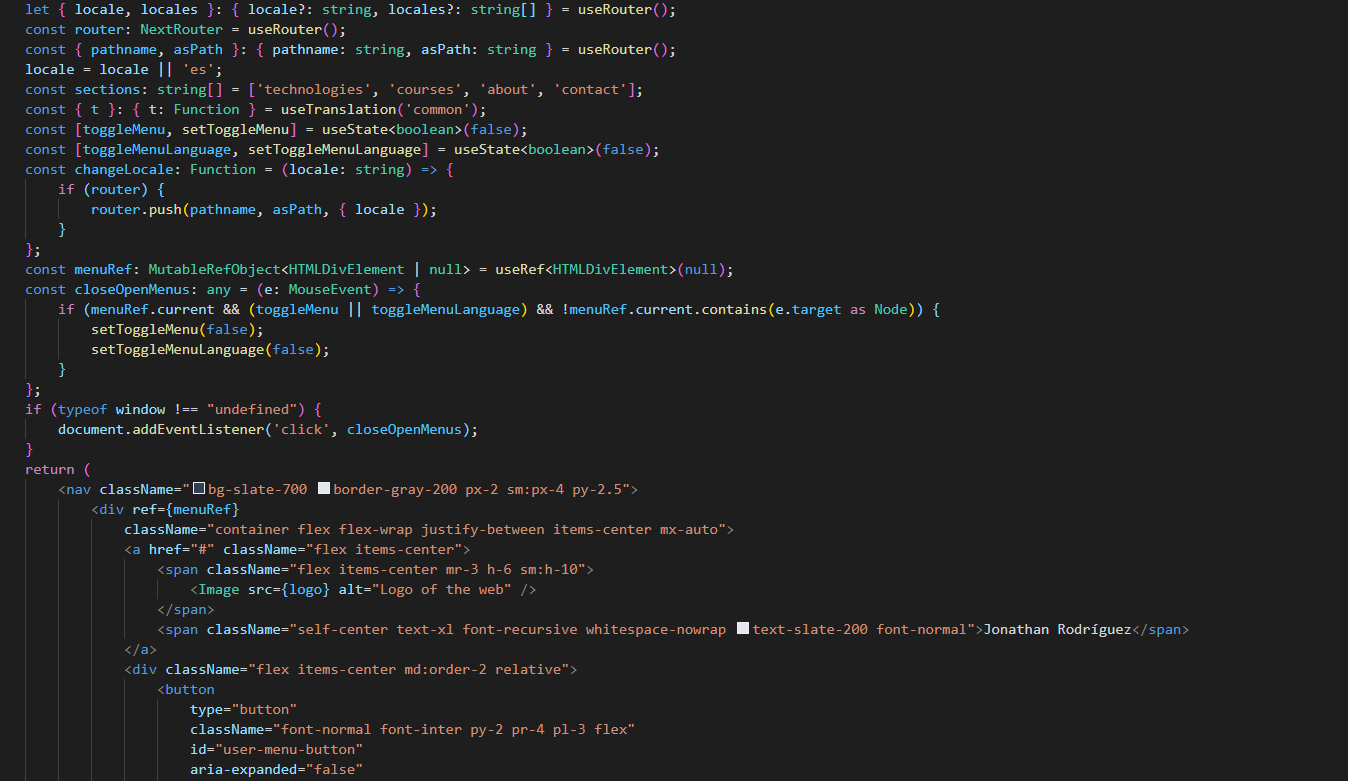 let { locale, locales }: { locale?: string, locales?: string[] } = useRouter();
const router: NextRouter = useRouter();
const { pathname, asPath }: { pathname: string, asPath: string } = useRouter();
locale = locale || 'es';
const sections: string[] = ['technologies', 'courses', 'about', 'contact'];
const { t }: { t: Function } = useTranslation('common');
const [toggleMenu, setToggleMenu] = useState<boolean>(false);
const [toggleMenuLanguage, setToggleMenuLanguage] = useState<boolean>(false);
const changeLocale: Function = (locale: string) => {
    if (router) {
        router.push(pathname, asPath, { locale });
    }
};
const menuRef: MutableRefObject<HTMLDivElement | null> = useRef<HTMLDivElement>(null);
const closeOpenMenus: any = (e: MouseEvent) => {
    if (menuRef.current && (toggleMenu || toggleMenuLanguage) && !menuRef.current.contains(e.target as Node)) {
        setToggleMenu(false);
        setToggleMenuLanguage(false);
    }
};
if (typeof window !== "undefined") {
    document.addEventListener('click', closeOpenMenus);
}
return (
    <nav className="bg-slate-700 border-gray-200 px-2 sm:px-4 py-2.5">
        <div ref={menuRef}
            className="container flex flex-wrap justify-between items-center mx-auto">
            <a href="#" className="flex items-center">
                <span className="flex items-center mr-3 h-6 sm:h-10">
                    <Image src={logo} alt="Logo of the web" />
                </span>
                <span className="self-center text-xl font-recursive whitespace-nowrap text-slate-200 font-normal">Jonathan Rodríguez</span>
            </a>
            <div className="flex items-center md:order-2 relative">
                <button
                    type="button"
                    className="font-normal font-inter py-2 pr-4 pl-3 flex"
                    id="user-menu-button"
                    aria-expanded="false"